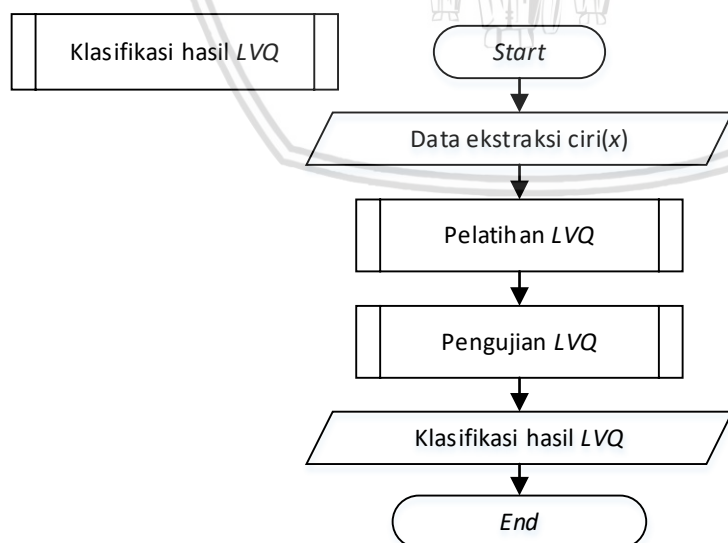 Klasifikasi hasil LVQ
Start
Data ekstraksi ciri(x)
Pelatihan LVQ
Pengujian LVQ
Klasifikasi hasil LVQ
End